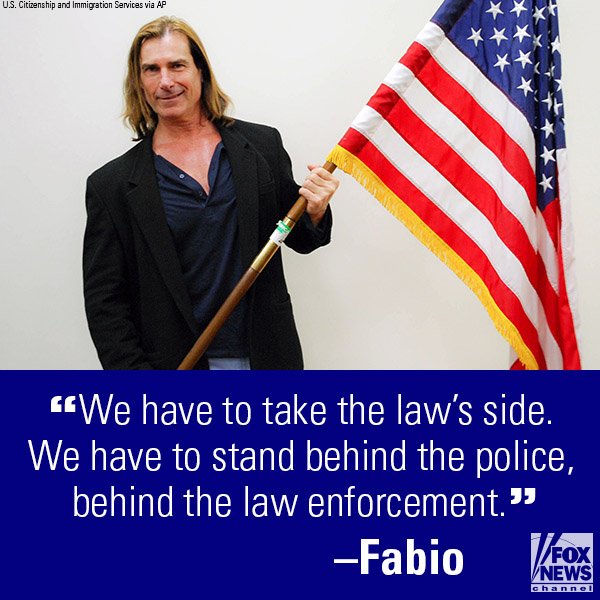 U.S. Citizenship and Immigration Services via AP
“We have to take the law’s side.
We have to stand behind the police,
behind the law enforcement.”
–Fabio
FOX
NEWS
channel